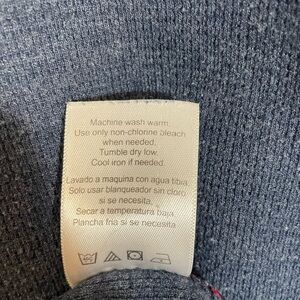 Machine wash warm.
Use only non-chlorine bleach
when needed.
Tumble dry low.
Cool iron if needed.
Lavado a maquina con agua tibia
Solo usar blanqueador sin cloro
si se necesita.
Secar a temperatura baja.
Plancha fria si se necesita.